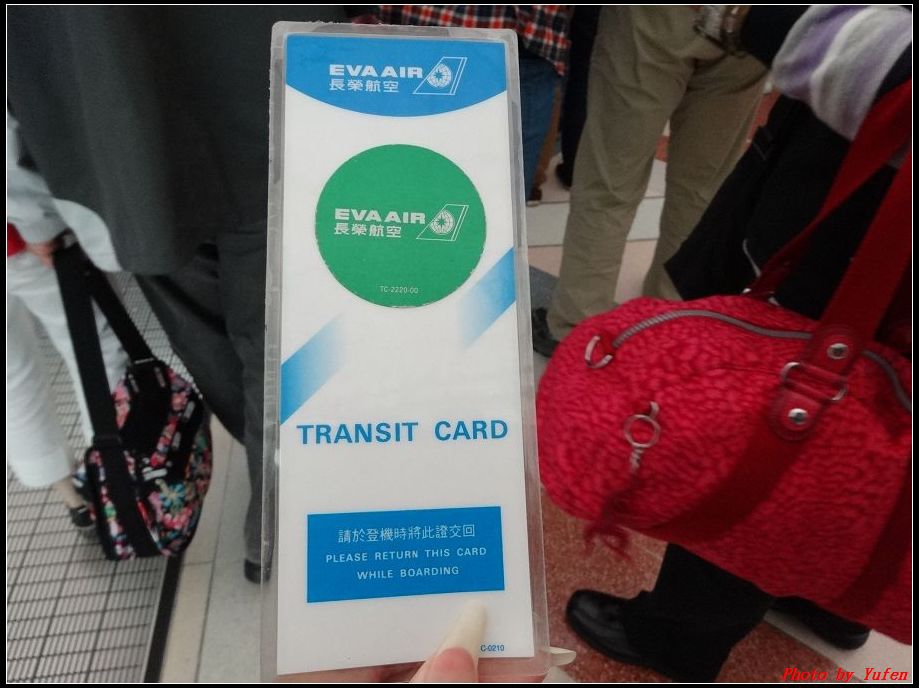 EVA AIR
長榮航空
EVA AIR
長榮航空
TC-2220-00
TRANSIT CARD
請於登機時將此證交回
PLEASE RETURN THIS CARD
WHILE BOARDING
C-0210
Photo by Yufen